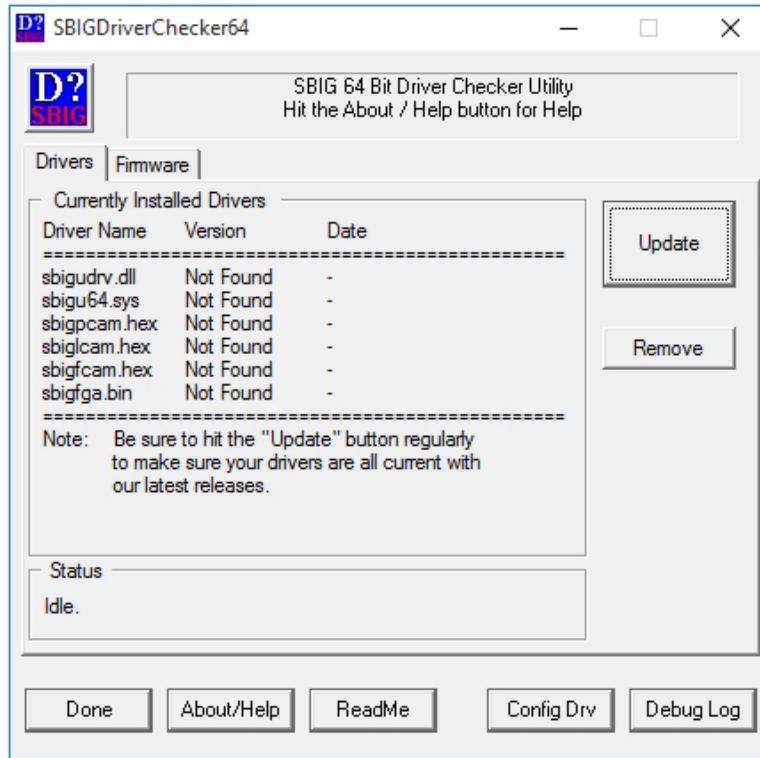 D?
SBIG
SBIGDriverChecker64
D?
SBIG
SBIG 64 Bit Driver Checker Utility
Hit the About / Help button for Help
Drivers Firmware
Currently Installed Drivers
Driver Name Version Date
==================================================
sbigudrv.dll Not Found -
sbigu64.sys Not Found -
sbigpcam.hex Not Found -
sbiglcam.hex Not Found -
sbigfcam.hex Not Found -
sbigfga.bin Not Found -
==================================================
Note: Be sure to hit the "Update" button regularly
to make sure your drivers are all current with
our latest releases.
Update
Remove
Status
Idle.
Done About/Help ReadMe Config Drv Debug Log